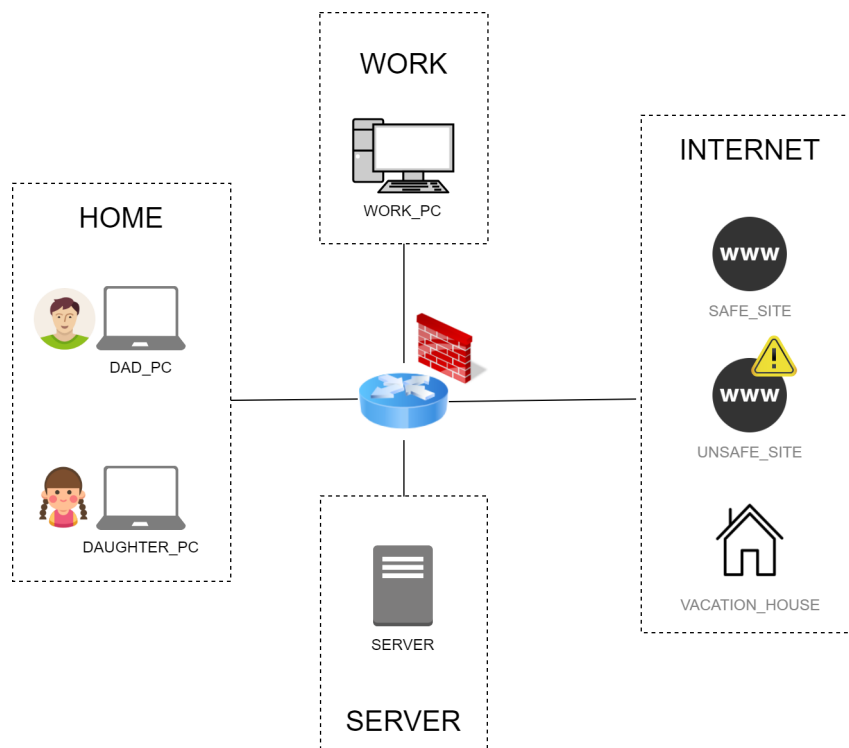 WORK
WORK_PC
HOME
DAD_PC
DAUGHTER_PC
INTERNET
www
SAFE_SITE
www
!
UNSAFE_SITE
VACATION_HOUSE
SERVER
SERVER